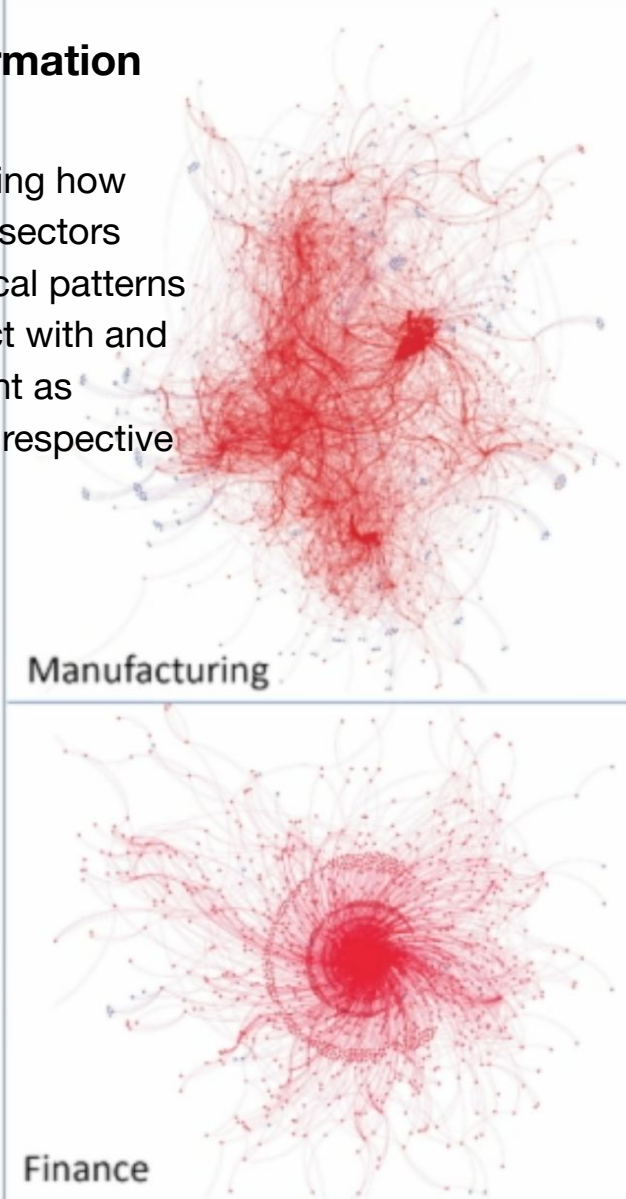 rmation
ing how
sectors
cal patterns
ct with and
nt as
respective
Manufacturing
Finance